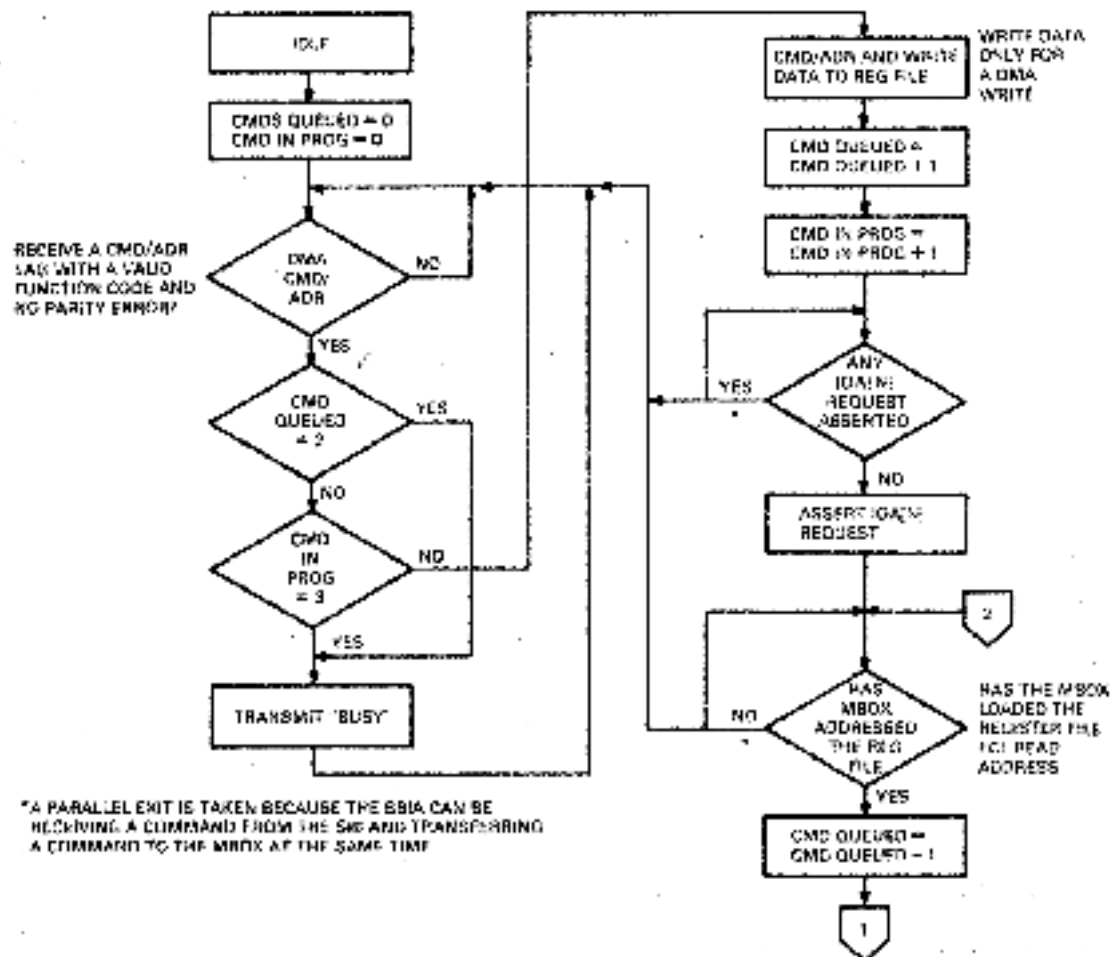 IDLE
CMDS QUEUED = 0
CMD IN PROG = 0
RECEIVE A CMD/ADR
WITH A VALID
FUNCTION CODE AND
NO PARITY ERROR?
DMA
CMD/
ADR
NO
YES
CMD
QUEUED
= 2
YES
NO
CMD
IN
PROG
= 3
NO
YES
TRANSMIT "BUSY"
*A PARALLEL EXIT IS TAKEN BECAUSE THE SBIA CAN BE
RECEIVING A COMMAND FROM THE SBI AND TRANSFERRING
A COMMAND TO THE MBOX AT THE SAME TIME
CMD/ADR AND WRITE
DATA TO REG FILE
WRITE DATA
ONLY FOR
A DMA
WRITE
CMD QUEUED =
CMD QUEUED + 1
CMD IN PROG =
CMD IN PROG + 1
ANY
REQUEST
ASSERTED
YES
*
NO
ASSERT
REQUEST
2
HAS
MBOX
ADDRESSED
THE REG
FILE
NO
*
HAS THE MBOX
LOADED THE
REGISTER FILE
READ
ADDRESS
YES
CMD QUEUED =
CMD QUEUED - 1
1